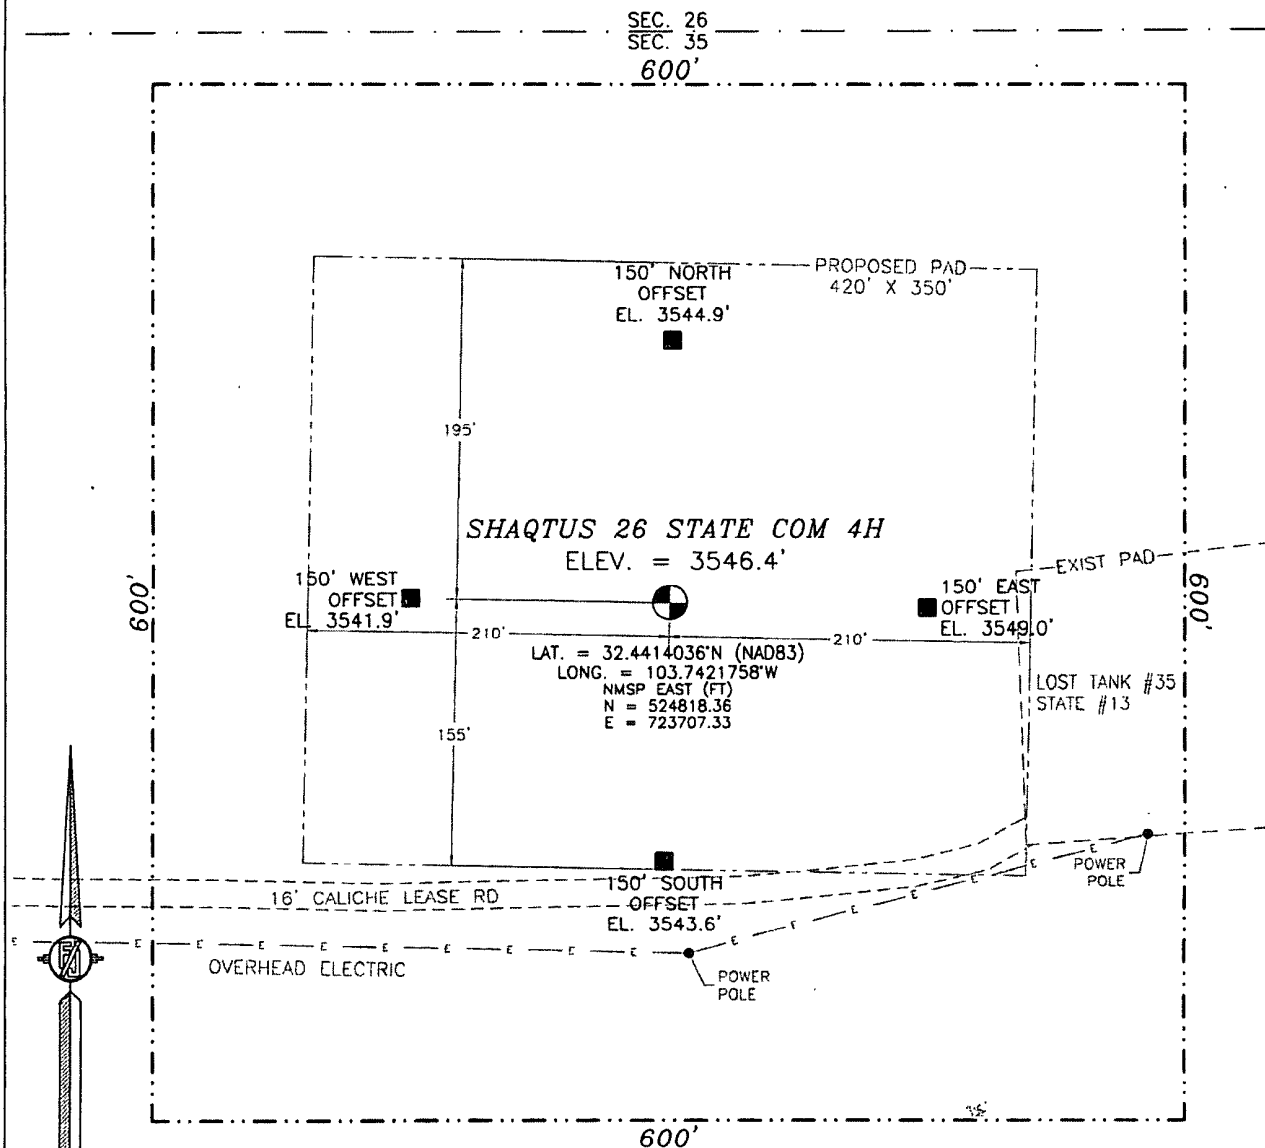 SEC. 26
SEC. 35
600'
PROPOSED PAD
420' X 350'
150' NORTH
OFFSET
EL. 3544.9'
195'
SHAQTUS 26 STATE COM 4H
ELEV. = 3546.4'
EXIST PAD
150' WEST
OFFSET
EL. 3541.9'
150' EAST
OFFSET
EL. 3549.0'
600'
600'
210'
210'
LAT. = 32.4414036°N (NAD83)
LONG. = 103.7421758°W
NMSP EAST (FT)
N = 524818.36
E = 723707.33
LOST TANK #35
STATE #13
155'
POWER
POLE
16' CALICHE LEASE RD
150' SOUTH
OFFSET
EL. 3543.6'
E E E E E E E E
E E E E E E
OVERHEAD ELECTRIC
POWER
POLE
600'